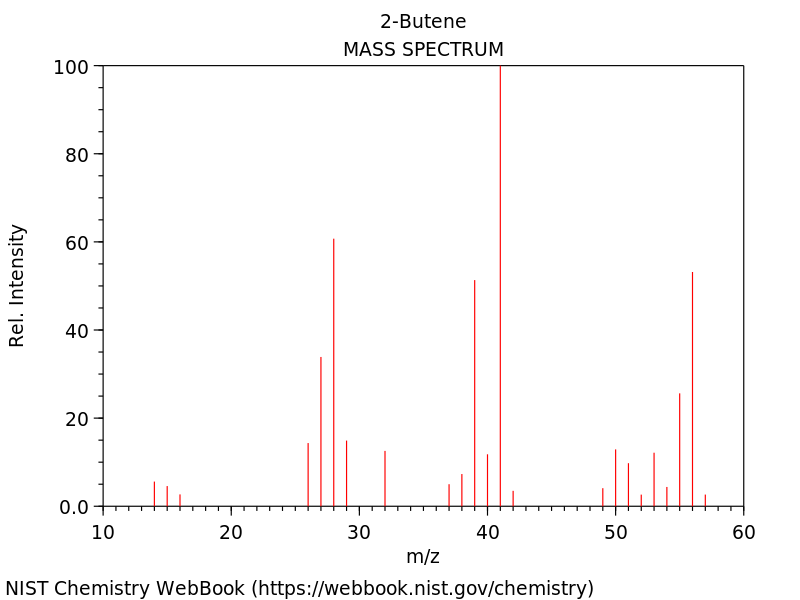 2-Butene
MASS SPECTRUM
100
80
60
40
20
0.0
Rel. Intensity
10 20 30 40 50 60
m/z
NIST Chemistry WebBook (https://webbook.nist.gov/chemistry)